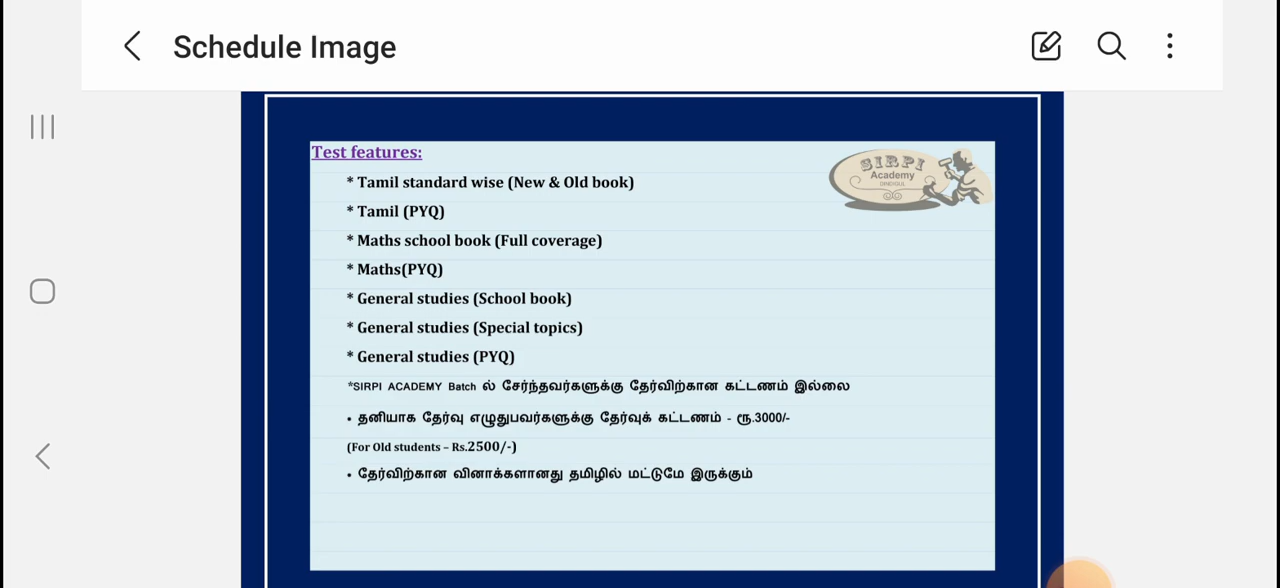 Schedule Image
Test features:
SIRPI
Academy
DINDIGUL
* Tamil standard wise (New & Old book)
* Tamil (PYQ)
* Maths school book (Full coverage)
* Maths(PYQ)
* General studies (School book)
* General studies (Special topics)
* General studies (PYQ)
*SIRPI ACADEMY Batch ல் சேர்ந்தவர்களுக்கு தேர்விற்கான கட்டணம் இல்லை
• தனியாக தேர்வு எழுதுபவர்களுக்கு தேர்வுக் கட்டணம் - ரூ.3000/-
(For Old students – Rs.2500/-)
• தேர்விற்கான வினாக்களானது தமிழில் மட்டுமே இருக்கும்